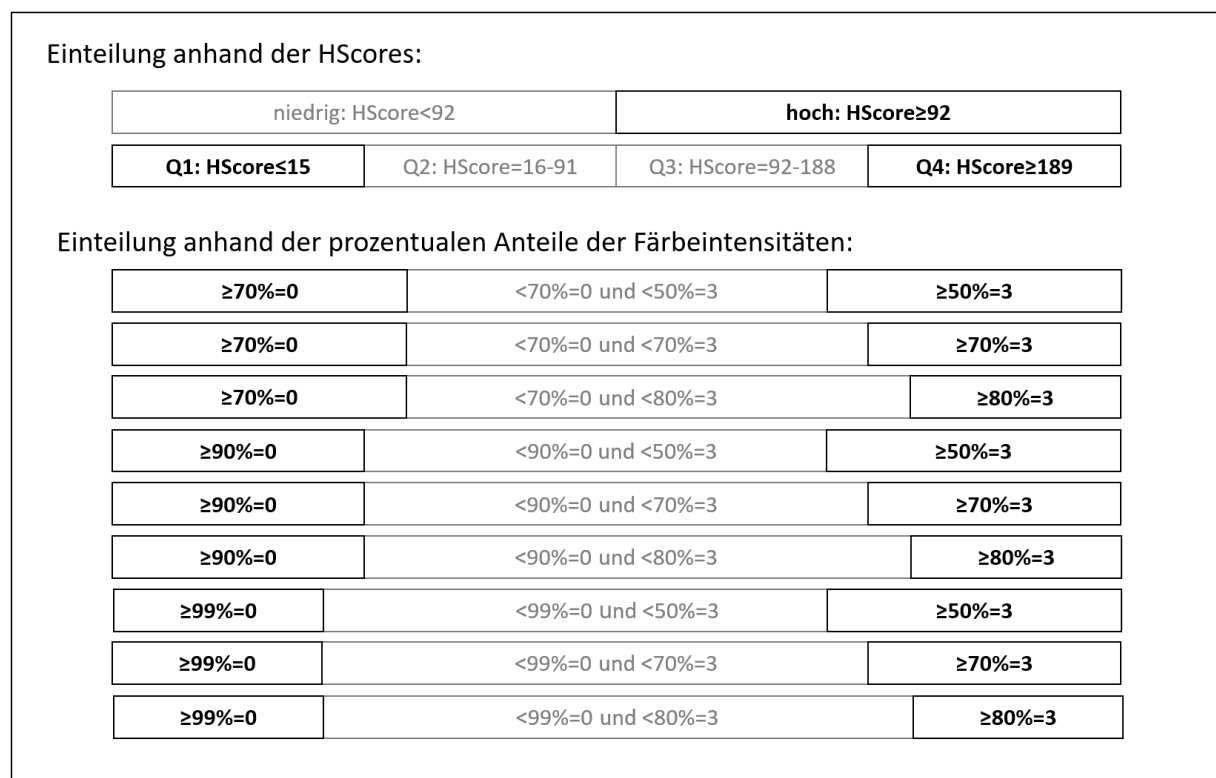 Einteilung anhand der HScores:
niedrig: HScore<92 hoch: HScore≥92
Q1: HScore≤15 Q2: HScore=16-91 Q3: HScore=92-188 Q4: HScore≥189
Einteilung anhand der prozentualen Anteile der Färbeintensitäten:
≥70%=0 <70%=0 und <50%=3 ≥50%=3
≥70%=0 <70%=0 und <70%=3 ≥70%=3
≥70%=0 <70%=0 und <80%=3 ≥80%=3
≥90%=0 <90%=0 und <50%=3 ≥50%=3
≥90%=0 <90%=0 und <70%=3 ≥70%=3
≥90%=0 <90%=0 und <80%=3 ≥80%=3
≥99%=0 <99%=0 und <50%=3 ≥50%=3
≥99%=0 <99%=0 und <70%=3 ≥70%=3
≥99%=0 <99%=0 und <80%=3 ≥80%=3